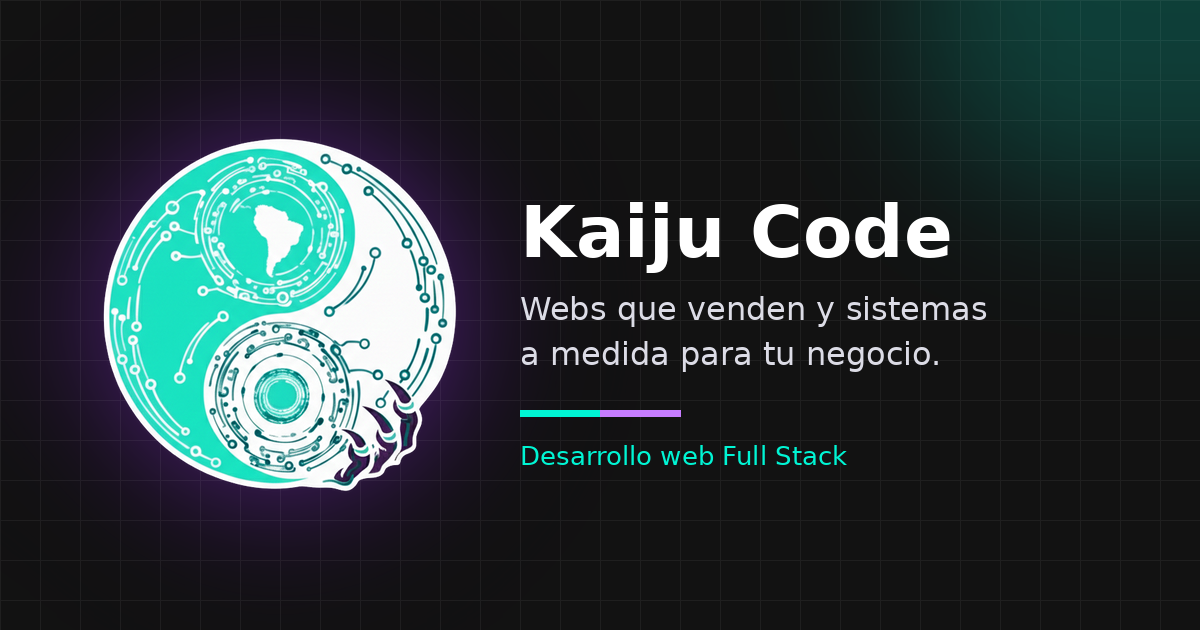 Kaiju Code
Webs que venden y sistemas
a medida para tu negocio.
Desarrollo web Full Stack